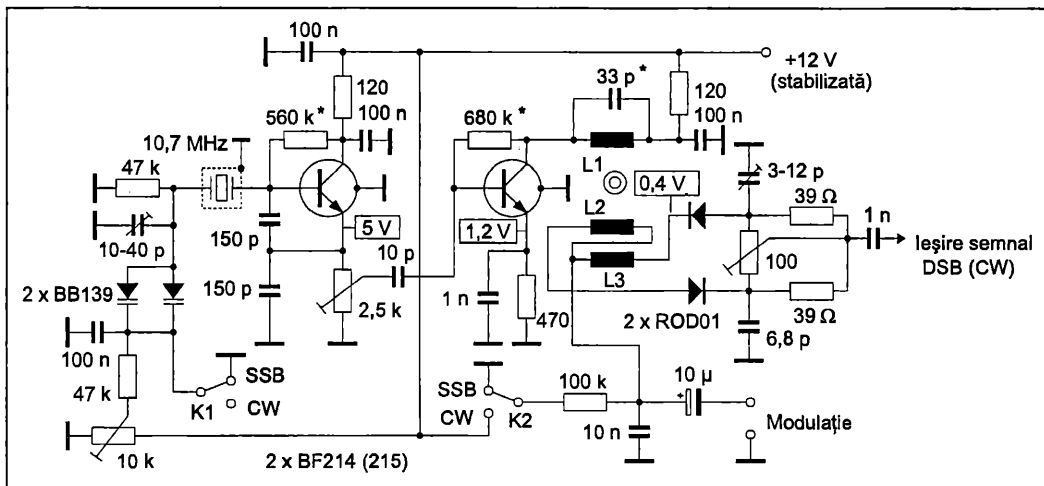 100 n
+12 V
(stabilizată)
120
33 p *
120
560 k*
100 n
680 k*
100 n
10,7 MHz
47 k
L1
0,4 V
3-12 p
39 Ω
10-40 p
150 p
5 V
10 p
1,2 V
L2
1 n
Ieşire semnal
DSB (CW)
100
2 x BB139
150 p
2,5 k
1 n
470
L3
2 x ROD01
39 Ω
6,8 p
100 n
47 k
SSB
K1
CW
SSB
CW
K2
100 k
10 µ
+
10 n
Modulaţie
10 k
2 x BF214 (215)